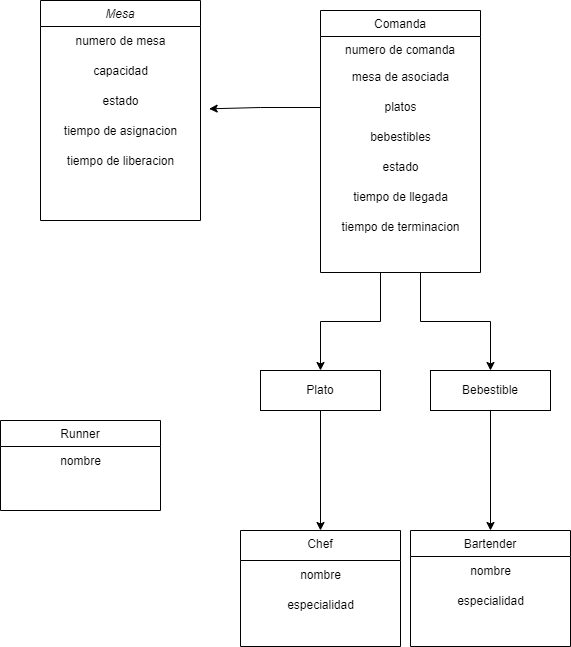 Mesa
numero de mesa
capacidad
estado
tiempo de asignacion
tiempo de liberacion
Comanda
numero de comanda
mesa de asociada
platos
bebestibles
estado
tiempo de llegada
tiempo de terminacion
Plato
Bebestible
Runner
nombre
Chef
nombre
especialidad
Bartender
nombre
especialidad